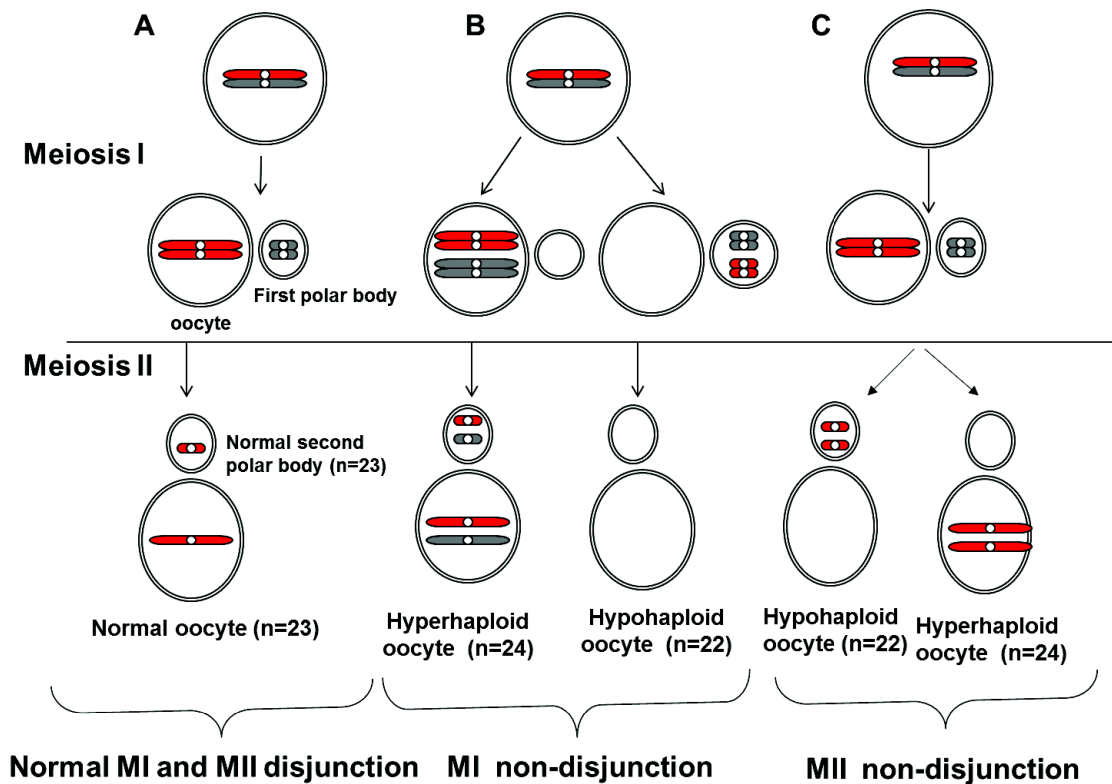 A
B
C
Meiosis I
First polar body
oocyte
Meiosis II
Normal second
polar body (n=23)
Normal oocyte (n=23)
Hyperhaploid
oocyte (n=24)
Hypohaploid
oocyte (n=22)
Hypohaploid
oocyte (n=22)
Hyperhaploid
oocyte (n=24)
Normal MI and MII disjunction
MI non-disjunction
MII non-disjunction